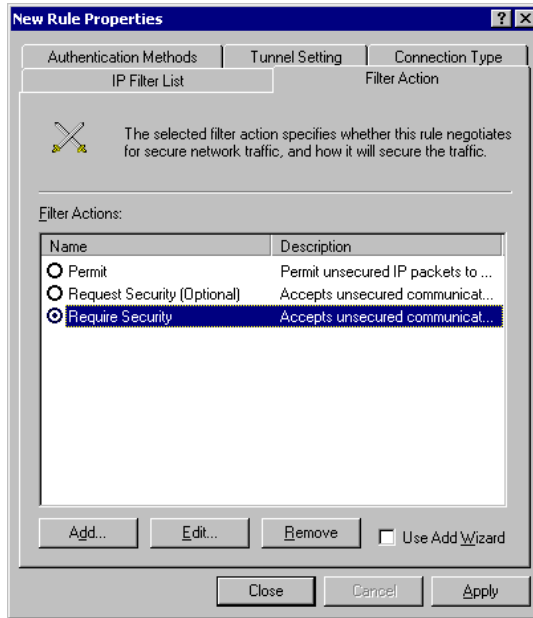 New Rule Properties
Authentication Methods Tunnel Setting Connection Type
IP Filter List Filter Action
The selected filter action specifies whether this rule negotiates
for secure network traffic, and how it will secure the traffic.
Filter Actions:
Name Description
Permit Permit unsecured IP packets to ...
Request Security (Optional) Accepts unsecured communicat...
Require Security Accepts unsecured communicat...
Add... Edit... Remove Use Add Wizard
Close Cancel Apply